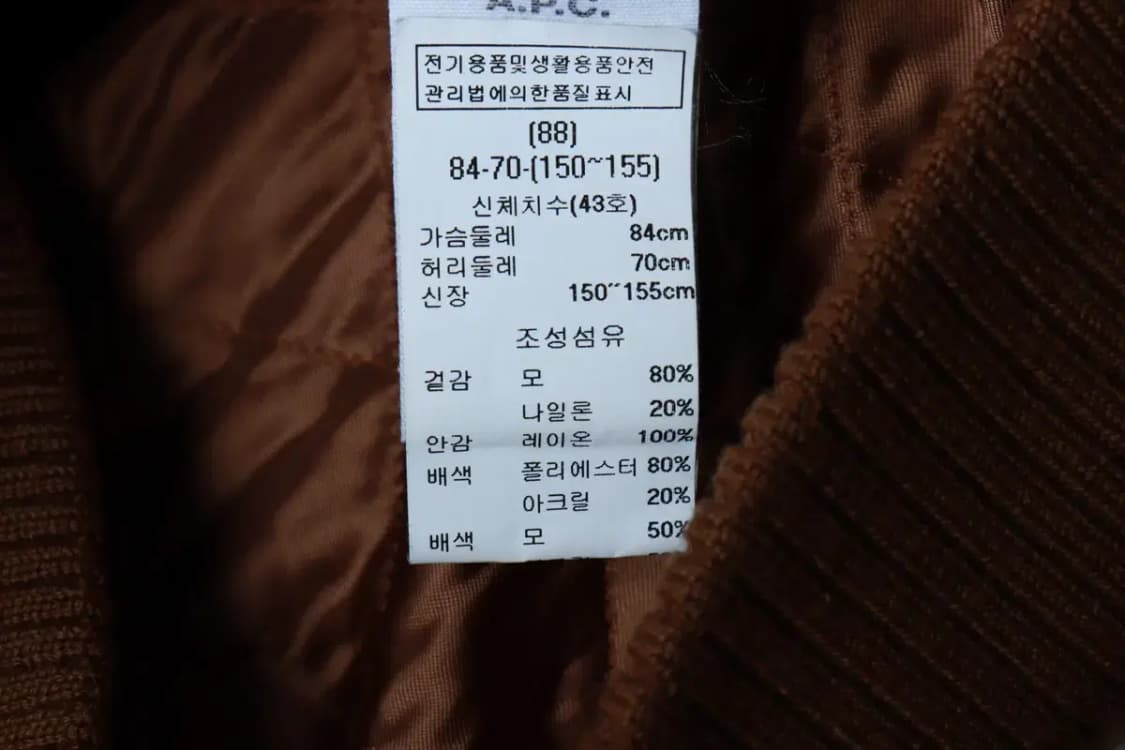 A.P.C.
전기용품및생활용품안전
관리법에의한품질표시
(88)
84-70-(150~155)
신체치수(43호)
가슴둘레 84cm
허리둘레 70cm
신장 150~155cm
조성섬유
겉감 모 80%
나일론 20%
안감 레이온 100%
배색 폴리에스터 80%
아크릴 20%
배색 모 50%